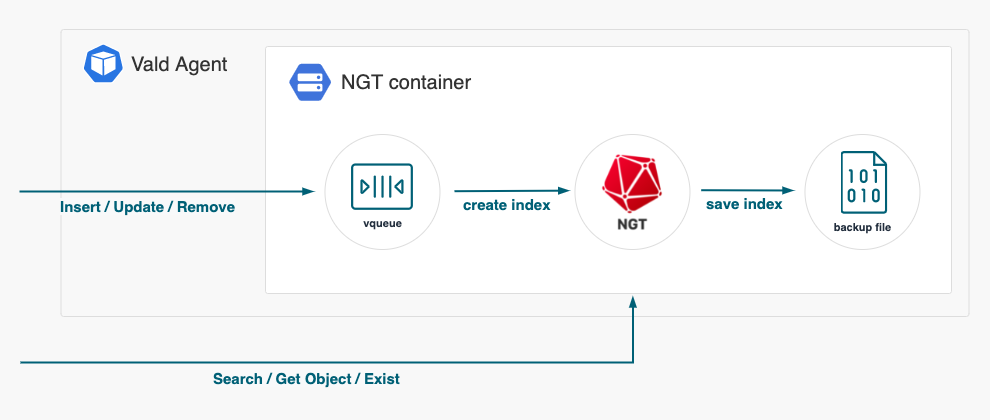 Vald Agent
NGT container
Insert / Update / Remove
vqueue
create index
NGT
save index
101
010
backup file
Search / Get Object / Exist